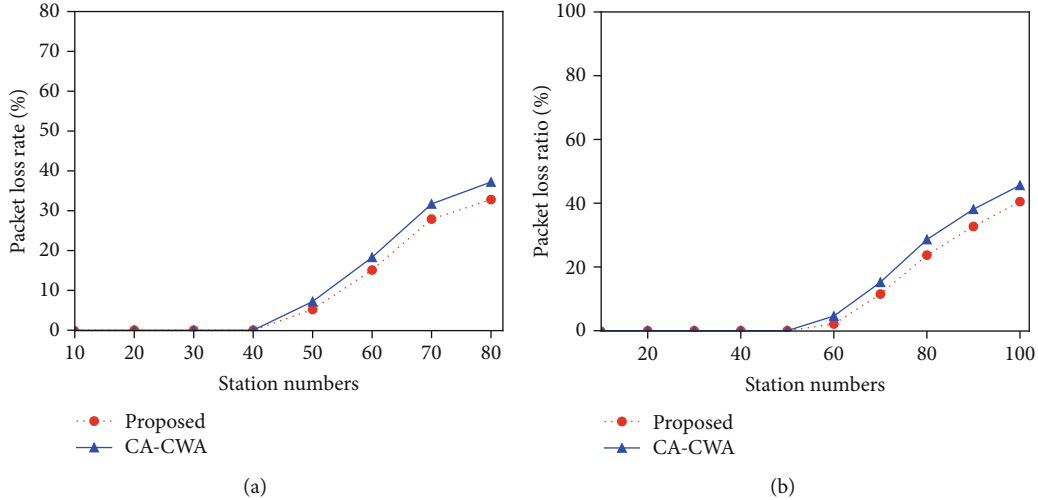 80
70
60
50
40
30
20
10
0
Packet loss rate (%)
10 20 30 40 50 60 70 80
Station numbers
Proposed
CA-CWA
(a)
100
80
60
40
20
0
Packet loss ratio (%)
20 40 60 80 100
Station numbers
Proposed
CA-CWA
(b)